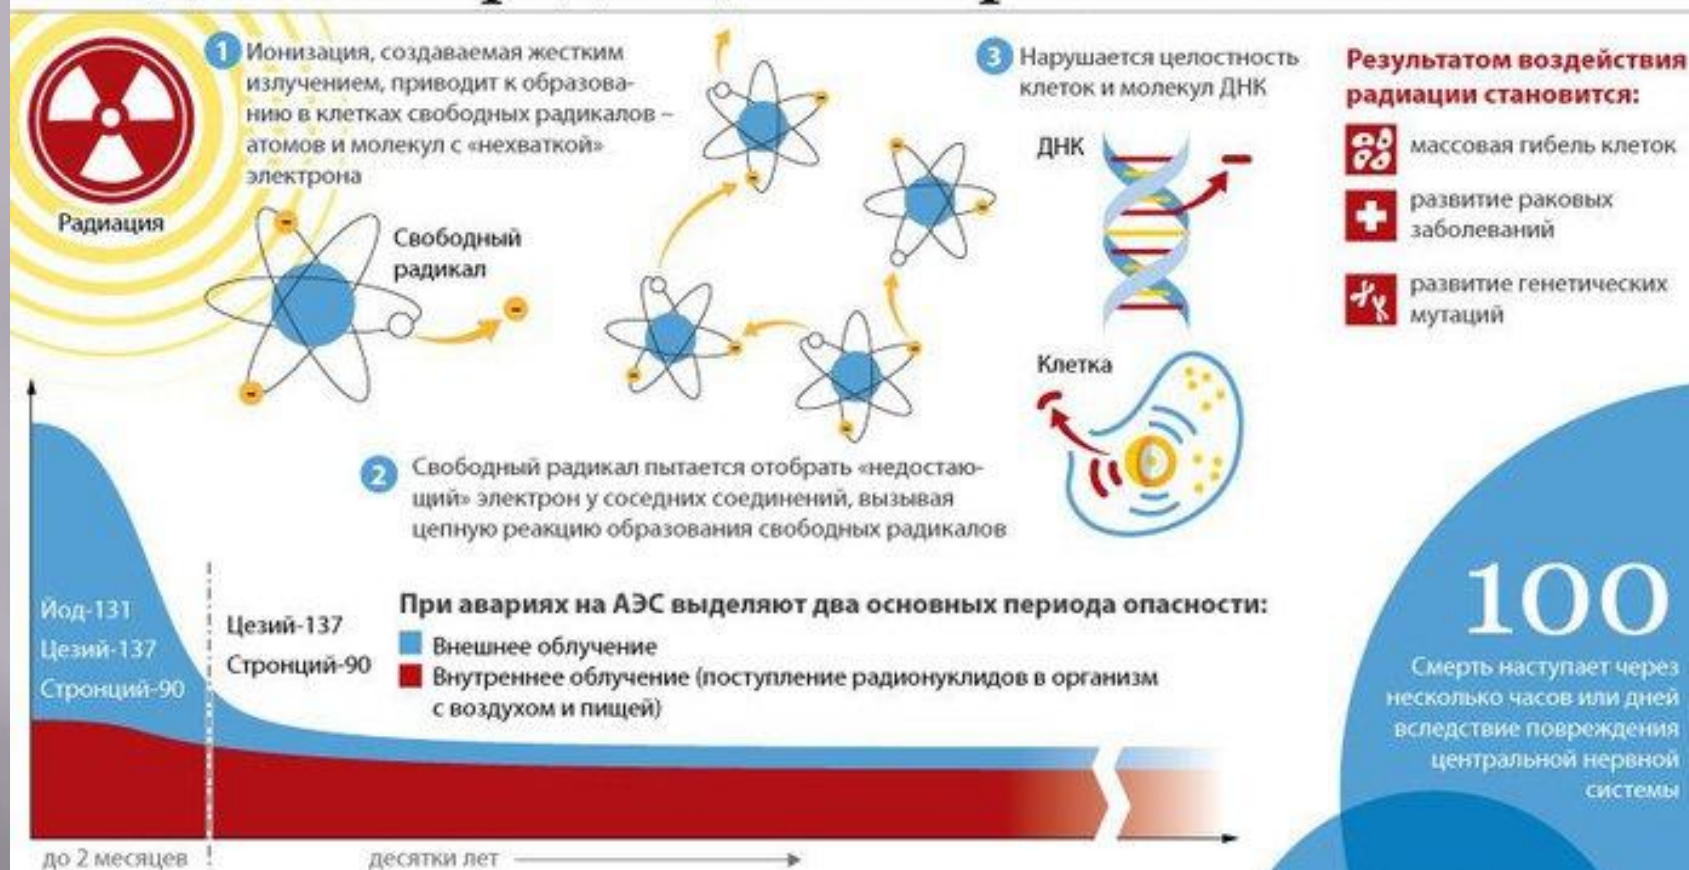 Радиация
1 Ионизация, создаваемая жестким
излучением, приводит к образова-
нию в клетках свободных радикалов –
атомов и молекул с «нехваткой»
электрона
Свободный
радикал
2 Свободный радикал пытается отобрать «недостаю-
щий» электрон у соседних соединений, вызывая
цепную реакцию образования свободных радикалов
3 Нарушается целостность
клеток и молекул ДНК
ДНК
Клетка
Результатом воздействия
радиации становится:
массовая гибель клеток
развитие раковых
заболеваний
развитие генетических
мутаций
Йод-131
Цезий-137
Стронций-90
Цезий-137
Стронций-90
При авариях на АЭС выделяют два основных периода опасности:
Внешнее облучение
Внутреннее облучение (поступление радионуклидов в организм
с воздухом и пищей)
до 2 месяцев
десятки лет
100
Смерть наступает через
несколько часов или дней
вследствие повреждения
центральной нервной
системы